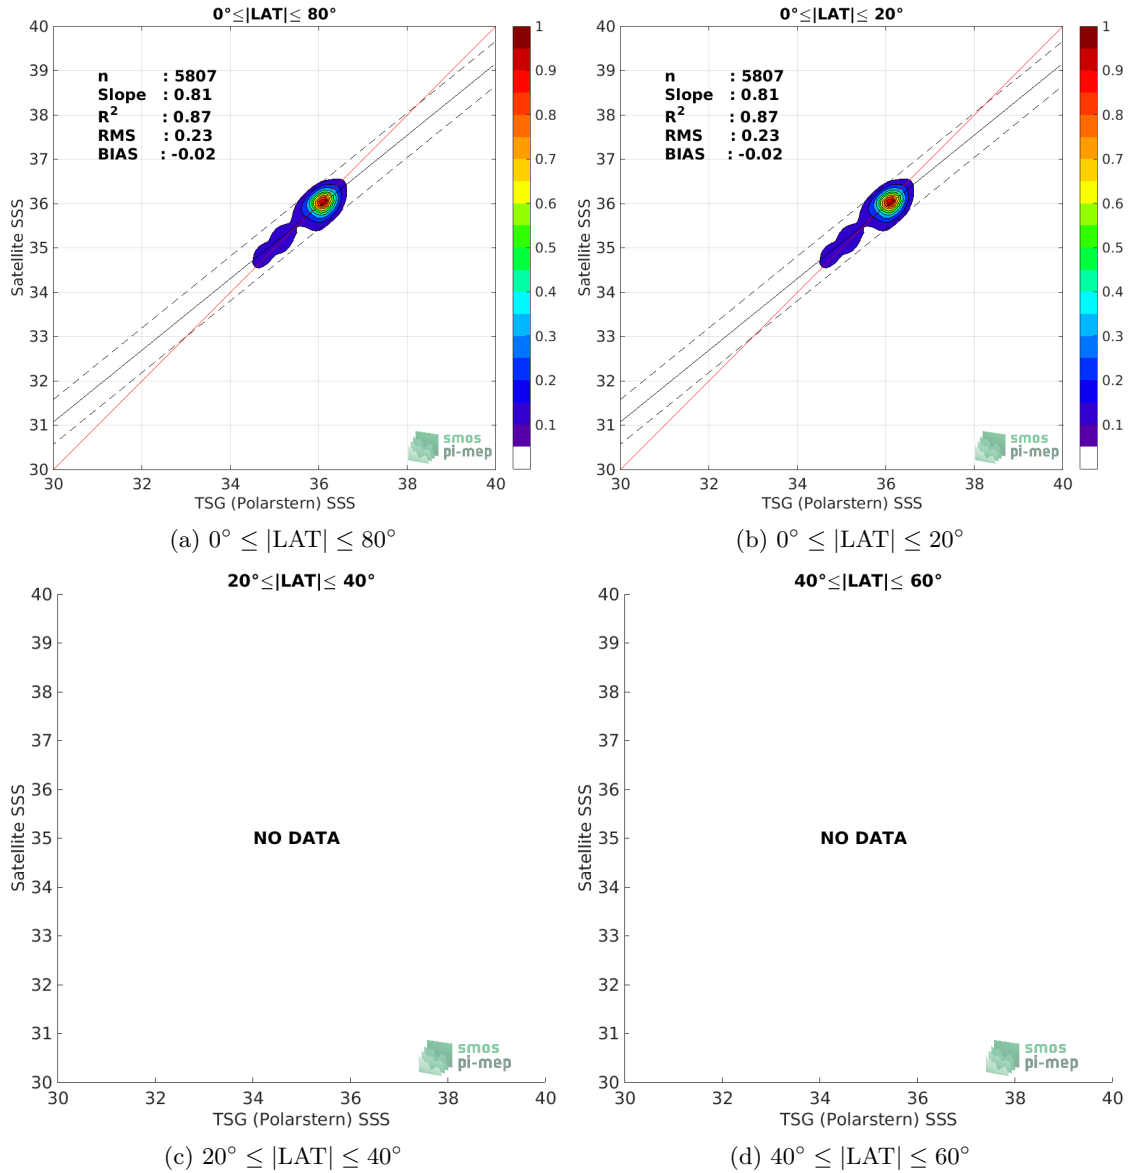 0°≤|LAT|≤ 80°
40
39
38
37
36
35
34
33
32
31
30
Satellite SSS
n : 5807
Slope : 0.81
R² : 0.87
RMS : 0.23
BIAS : -0.02
1
0.9
0.8
0.7
0.6
0.5
0.4
0.3
0.2
0.1
smos
pi-mep
30 32 34 36 38 40
TSG (Polarstern) SSS
(a) 0° ≤ |LAT| ≤ 80°
0°≤|LAT|≤ 20°
40
39
38
37
36
35
34
33
32
31
30
Satellite SSS
n : 5807
Slope : 0.81
R² : 0.87
RMS : 0.23
BIAS : -0.02
1
0.9
0.8
0.7
0.6
0.5
0.4
0.3
0.2
0.1
smos
pi-mep
30 32 34 36 38 40
TSG (Polarstern) SSS
(b) 0° ≤ |LAT| ≤ 20°
20°≤|LAT|≤ 40°
40
39
38
37
36
35
34
33
32
31
30
Satellite SSS
NO DATA
smos
pi-mep
30 32 34 36 38 40
TSG (Polarstern) SSS
(c) 20° ≤ |LAT| ≤ 40°
40°≤|LAT|≤ 60°
40
39
38
37
36
35
34
33
32
31
30
Satellite SSS
NO DATA
smos
pi-mep
30 32 34 36 38 40
TSG (Polarstern) SSS
(d) 40° ≤ |LAT| ≤ 60°